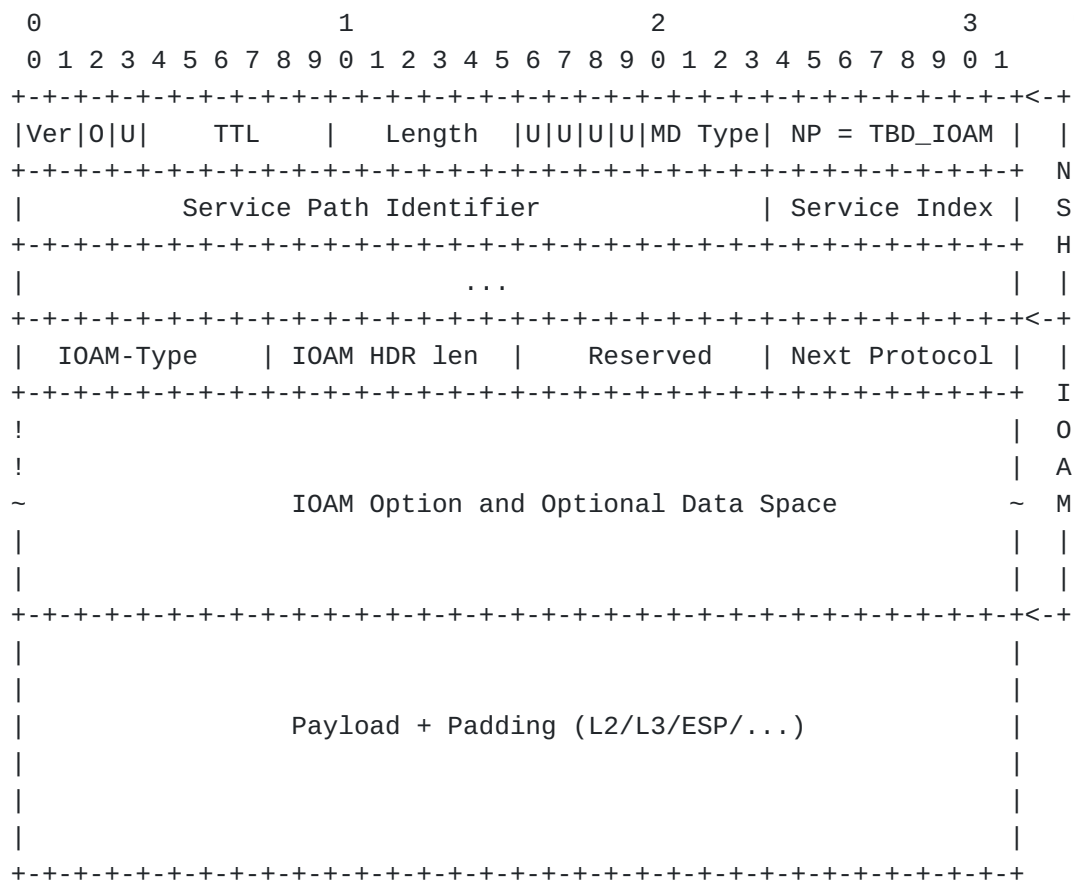 0                   1                   2                   3
 0 1 2 3 4 5 6 7 8 9 0 1 2 3 4 5 6 7 8 9 0 1 2 3 4 5 6 7 8 9 0 1
+-+-+-+-+-+-+-+-+-+-+-+-+-+-+-+-+-+-+-+-+-+-+-+-+-+-+-+-+-+-+-+-+<-+
|Ver|O|U|    TTL    |   Length  |U|U|U|U|MD Type| NP = TBD_IOAM |  |
+-+-+-+-+-+-+-+-+-+-+-+-+-+-+-+-+-+-+-+-+-+-+-+-+-+-+-+-+-+-+-+-+  N
|          Service Path Identifier              | Service Index |  S
+-+-+-+-+-+-+-+-+-+-+-+-+-+-+-+-+-+-+-+-+-+-+-+-+-+-+-+-+-+-+-+-+  H
|                            ...                                |  |
+-+-+-+-+-+-+-+-+-+-+-+-+-+-+-+-+-+-+-+-+-+-+-+-+-+-+-+-+-+-+-+-+<-+
|  IOAM-Type    | IOAM HDR len  |    Reserved   | Next Protocol |  |
+-+-+-+-+-+-+-+-+-+-+-+-+-+-+-+-+-+-+-+-+-+-+-+-+-+-+-+-+-+-+-+-+  I
!                                                               |  O
!                                                               |  A
~                 IOAM Option and Optional Data Space           ~  M
|                                                               |  |
|                                                               |  |
+-+-+-+-+-+-+-+-+-+-+-+-+-+-+-+-+-+-+-+-+-+-+-+-+-+-+-+-+-+-+-+-+<-+
|                                                               |
|                                                               |
|                 Payload + Padding (L2/L3/ESP/...)             |
|                                                               |
|                                                               |
|                                                               |
+-+-+-+-+-+-+-+-+-+-+-+-+-+-+-+-+-+-+-+-+-+-+-+-+-+-+-+-+-+-+-+-+